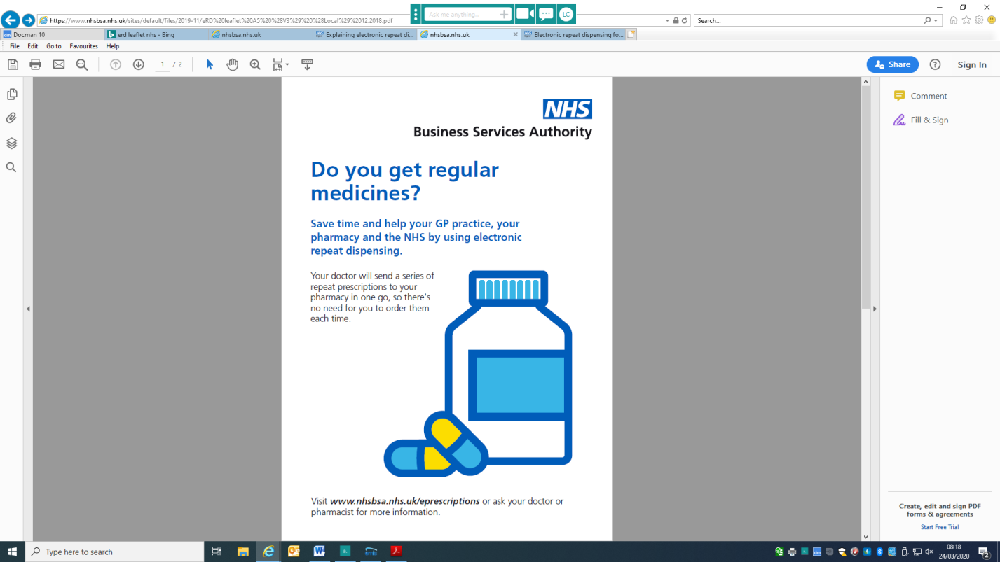 Ask me anything...
LC
https://www.nhsbsa.nhs.uk/sites/default/files/2019-11/eRD%20leaflet%20A5%20%28V3%29%20%28Local%29%2012.2018.pdf
Search...
dm Docman 10
erd leaflet nhs - Bing
nhsbsa.nhs.uk
Explaining electronic repeat di...
nhsbsa.nhs.uk
Electronic repeat dispensing fo...
File Edit Go to Favourites Help
1 / 2
Share
Sign In
Comment
Fill & Sign
NHS
Business Services Authority
Do you get regular
medicines?
Save time and help your GP practice, your
pharmacy and the NHS by using electronic
repeat dispensing.
Your doctor will send a series of
repeat prescriptions to your
pharmacy in one go, so there's
no need for you to order them
each time.
Visit www.nhsbsa.nhs.uk/eprescriptions or ask your doctor or
pharmacist for more information.
Create, edit and sign PDF
forms & agreements
Start Free Trial
Type here to search
08:18
24/03/2020
2